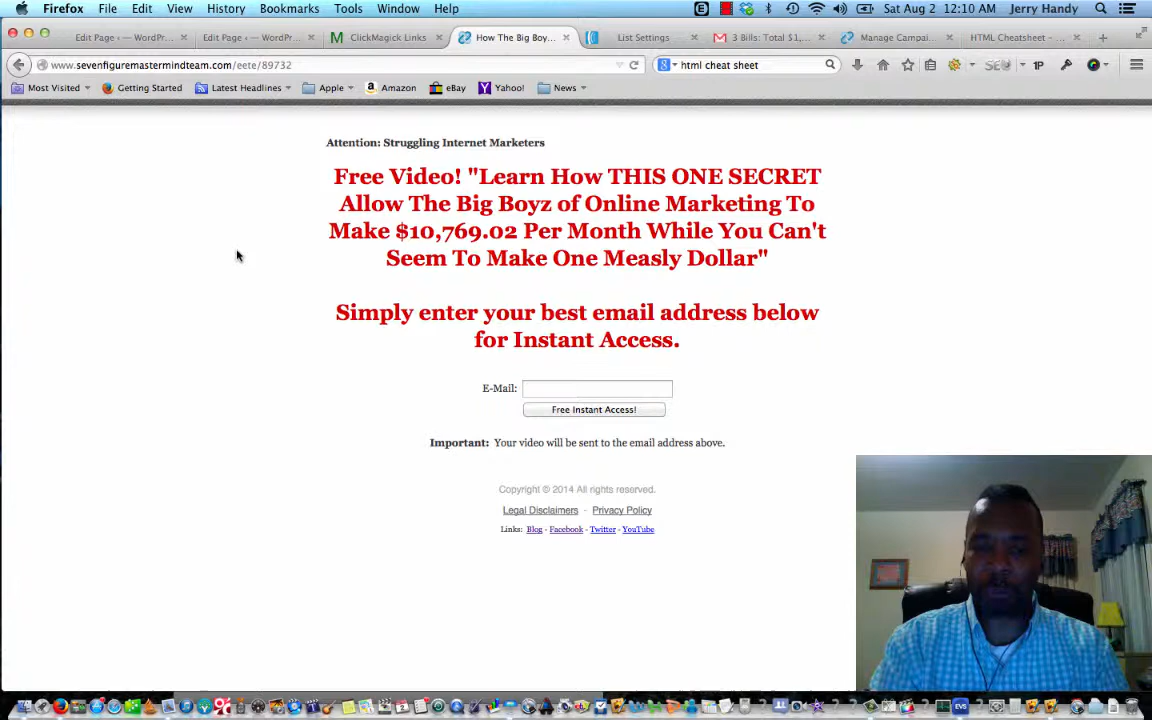 Firefox File Edit View History Bookmarks Tools Window Help Sat Aug 2 12:10 AM Jerry Handy
Edit Page ‹ — WordPr... Edit Page ‹ — WordPr... ClickMagick Links How The Big Boy... List Settings 3 Bills: Total $1,... Manage Campai... HTML Cheatsheet – ...
www.sevenfiguremastermindteam.com/eete/89732 html cheat sheet
Most Visited Getting Started Latest Headlines Apple Amazon eBay Yahoo! News
Attention: Struggling Internet Marketers
Free Video! "Learn How THIS ONE SECRET
Allow The Big Boyz of Online Marketing To
Make $10,769.02 Per Month While You Can't
Seem To Make One Measly Dollar"
Simply enter your best email address below
for Instant Access.
E-Mail:
Free Instant Access!
Important: Your video will be sent to the email address above.
Copyright © 2014 All rights reserved.
Legal Disclaimers - Privacy Policy
Links: Blog - Facebook - Twitter - YouTube